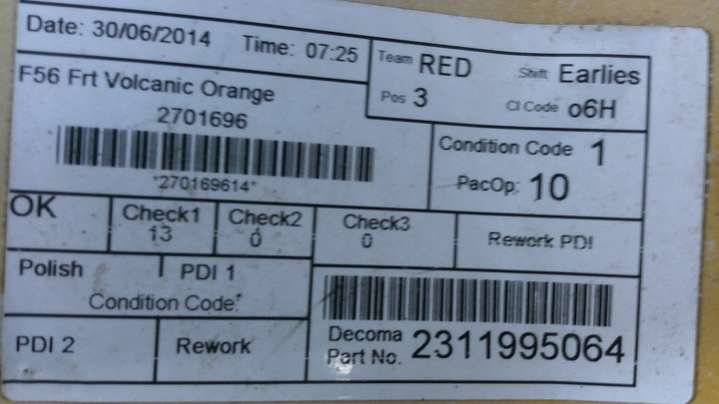 Date: 30/06/2014 Time: 07:25
Team RED Shift Earlies
Pos 3 CI Code o6H
F56 Frt Volcanic Orange
2701696
*270169614*
Condition Code 1
PacOp: 10
OK Check1 Check2 Check3 Rework PDI
13 0 0
Polish PDI 1
Condition Code:
PDI 2 Rework
Decoma
Part No. 2311995064